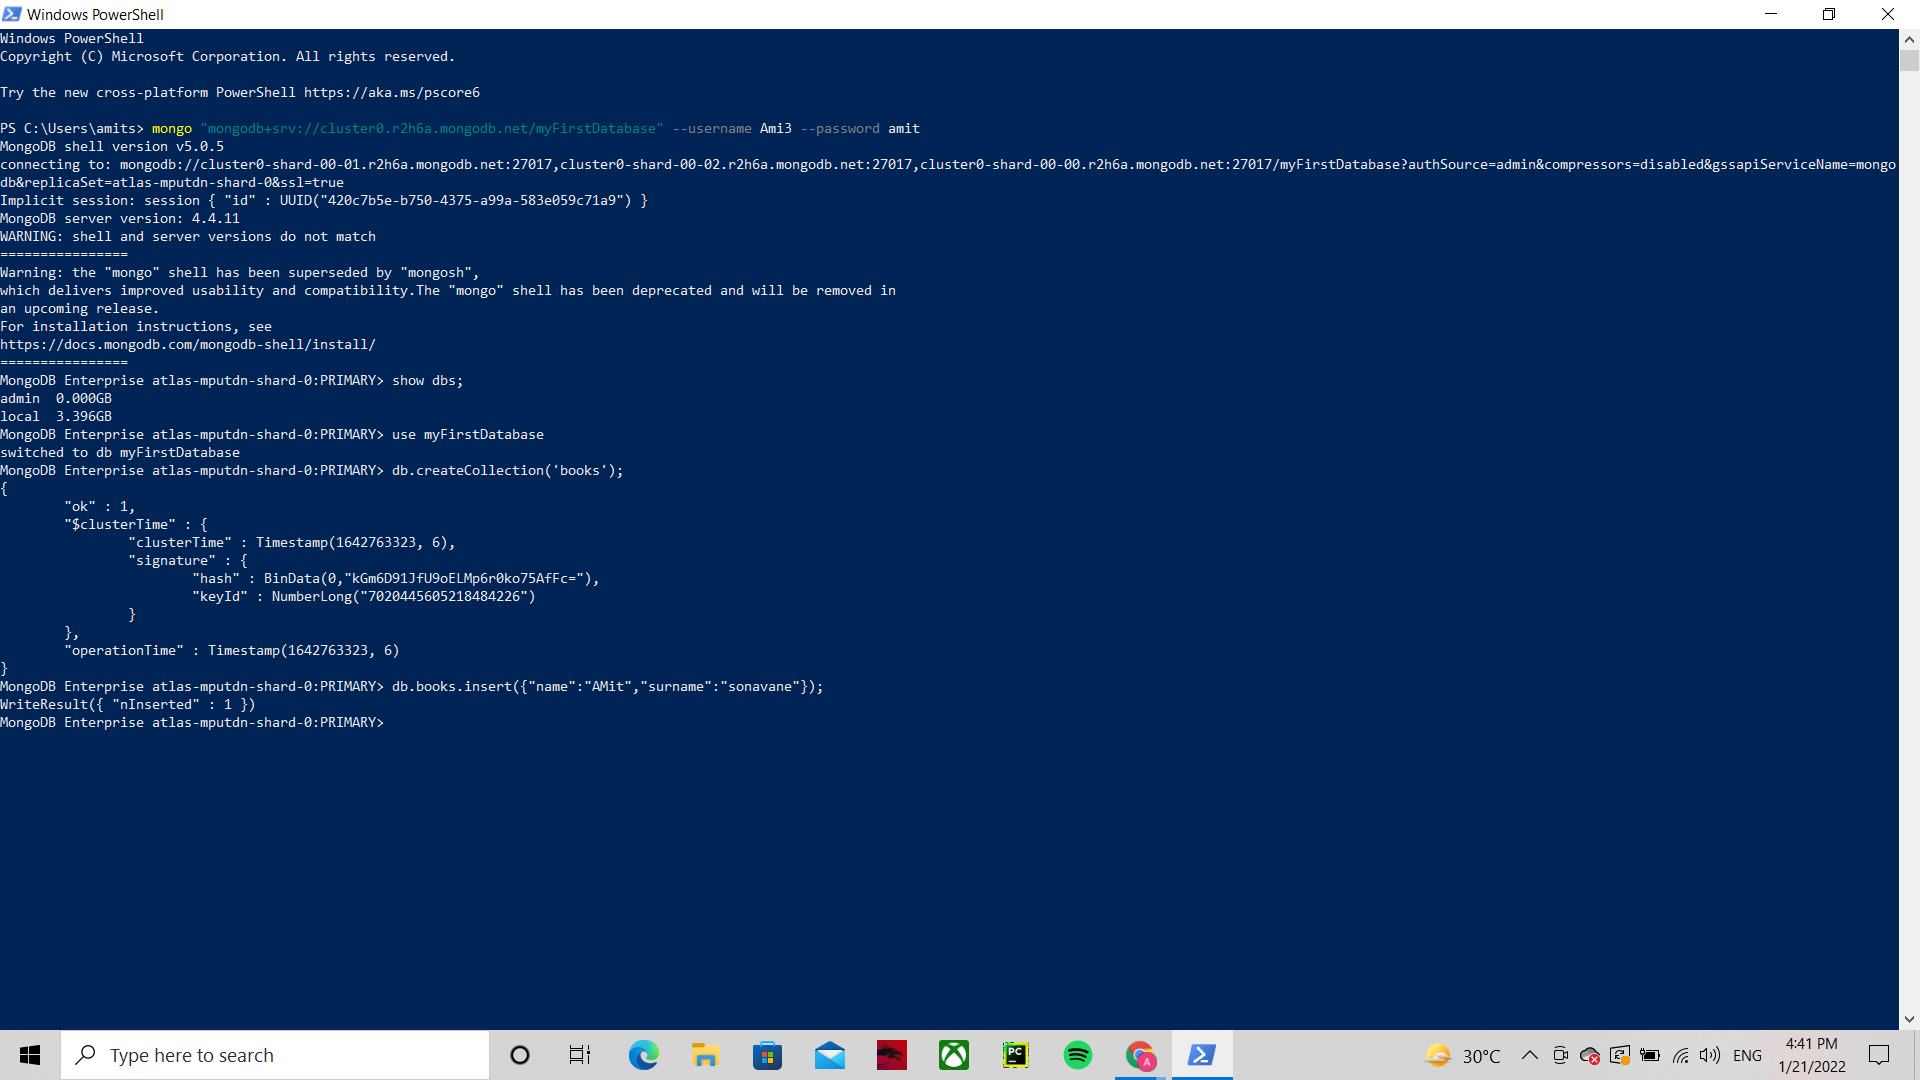 Windows PowerShell
Windows PowerShell
Copyright (C) Microsoft Corporation. All rights reserved.
Try the new cross-platform PowerShell https://aka.ms/pscore6
PS C:\Users\amits> mongo "mongodb+srv://cluster0.r2h6a.mongodb.net/myFirstDatabase" --username Ami3 --password amit
MongoDB shell version v5.0.5
connecting to: mongodb://cluster0-shard-00-01.r2h6a.mongodb.net:27017,cluster0-shard-00-02.r2h6a.mongodb.net:27017,cluster0-shard-00-00.r2h6a.mongodb.net:27017/myFirstDatabase?authSource=admin&compressors=disabled&gssapiServiceName=mongo
db&replicaSet=atlas-mputdn-shard-0&ssl=true
Implicit session: session { "id" : UUID("420c7b5e-b750-4375-a99a-583e059c71a9") }
MongoDB server version: 4.4.11
WARNING: shell and server versions do not match
================
Warning: the "mongo" shell has been superseded by "mongosh",
which delivers improved usability and compatibility.The "mongo" shell has been deprecated and will be removed in
an upcoming release.
For installation instructions, see
https://docs.mongodb.com/mongodb-shell/install/
================
MongoDB Enterprise atlas-mputdn-shard-0:PRIMARY> show dbs;
admin  0.000GB
local  3.396GB
MongoDB Enterprise atlas-mputdn-shard-0:PRIMARY> use myFirstDatabase
switched to db myFirstDatabase
MongoDB Enterprise atlas-mputdn-shard-0:PRIMARY> db.createCollection('books');
{
        "ok" : 1,
        "$clusterTime" : {
                "clusterTime" : Timestamp(1642763323, 6),
                "signature" : {
                        "hash" : BinData(0,"kGm6D91JfU9oELMp6r0ko75AfFc="),
                        "keyId" : NumberLong("7020445605218484226")
                }
        },
        "operationTime" : Timestamp(1642763323, 6)
}
MongoDB Enterprise atlas-mputdn-shard-0:PRIMARY> db.books.insert({"name":"AMit","surname":"sonavane"});
WriteResult({ "nInserted" : 1 })
MongoDB Enterprise atlas-mputdn-shard-0:PRIMARY>
Type here to search
PC
A
30°C
ENG
4:41 PM
1/21/2022